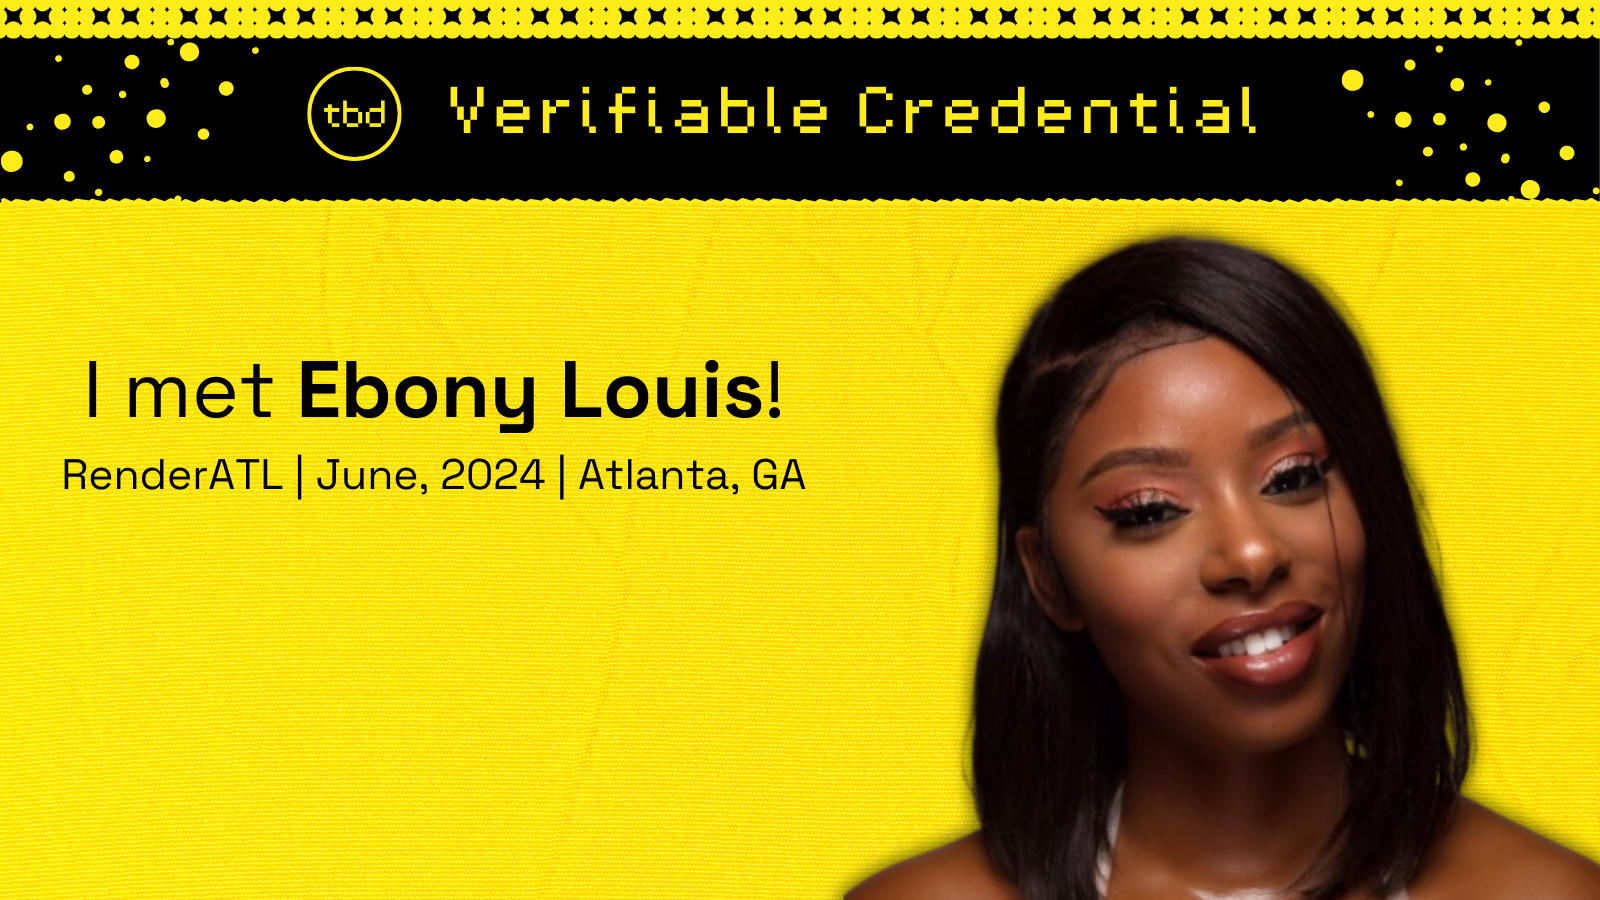 tbd Verifiable Credential
I met Ebony Louis!
RenderATL | June, 2024 | Atlanta, GA